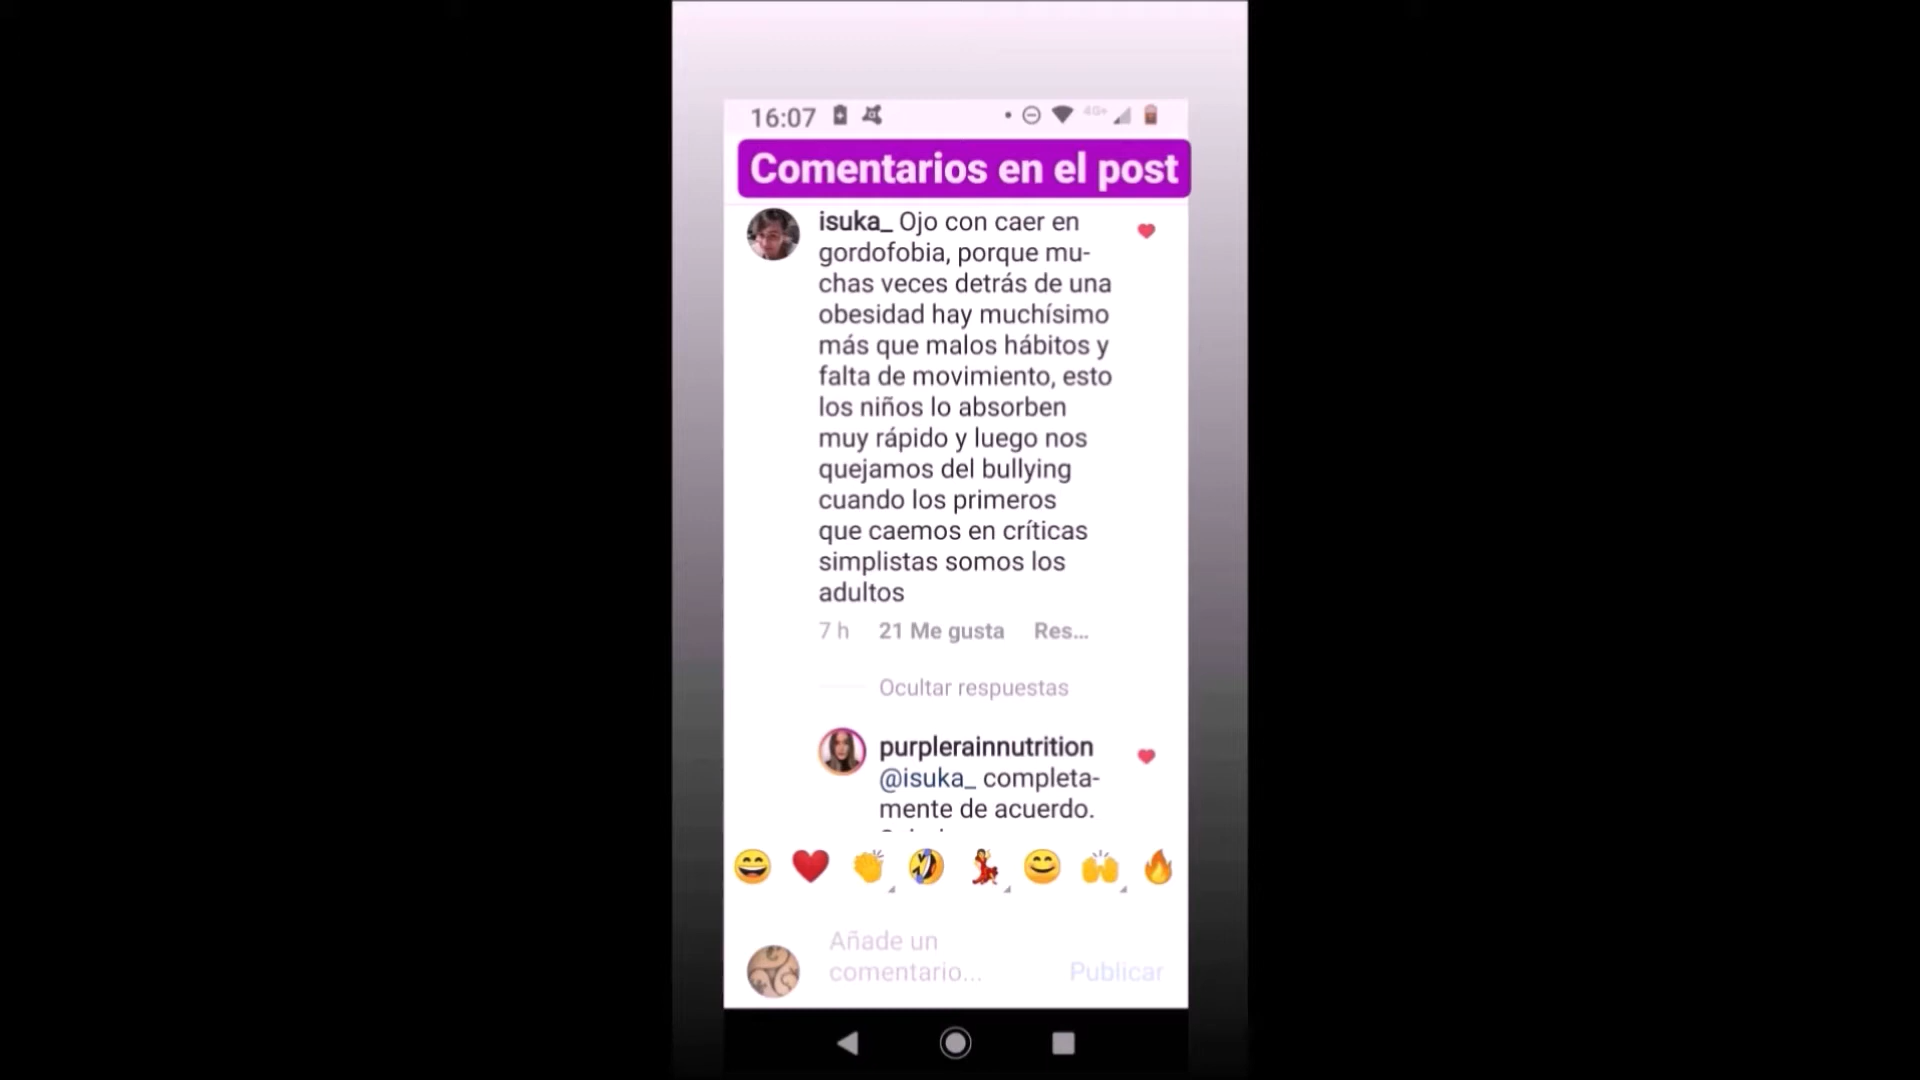 16:07
4G+
Comentarios en el post
isuka_ Ojo con caer en
gordofobia, porque mu-
chas veces detrás de una
obesidad hay muchísimo
más que malos hábitos y
falta de movimiento, esto
los niños lo absorben
muy rápido y luego nos
quejamos del bullying
cuando los primeros
que caemos en críticas
simplistas somos los
adultos
7 h 21 Me gusta Res...
Ocultar respuestas
purplerainnutrition
@isuka_ completa-
mente de acuerdo.
Añade un
comentario...
Publicar